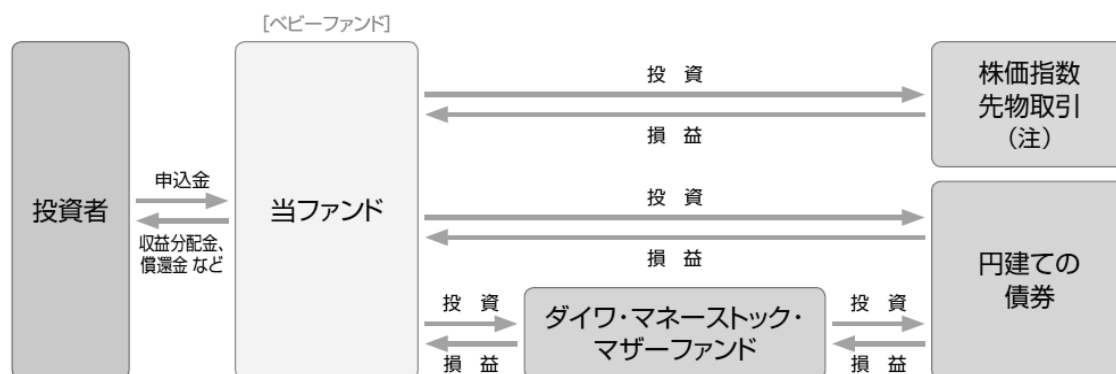 [ベビーファンド]
投資者
申込金
収益分配金、
償還金 など
当ファンド
投 資
損 益
株価指数
先物取引
（注）
投 資
損 益
円建ての
債券
投 資
損 益
ダイワ・マネーストック・
マザーファンド
投 資
損 益